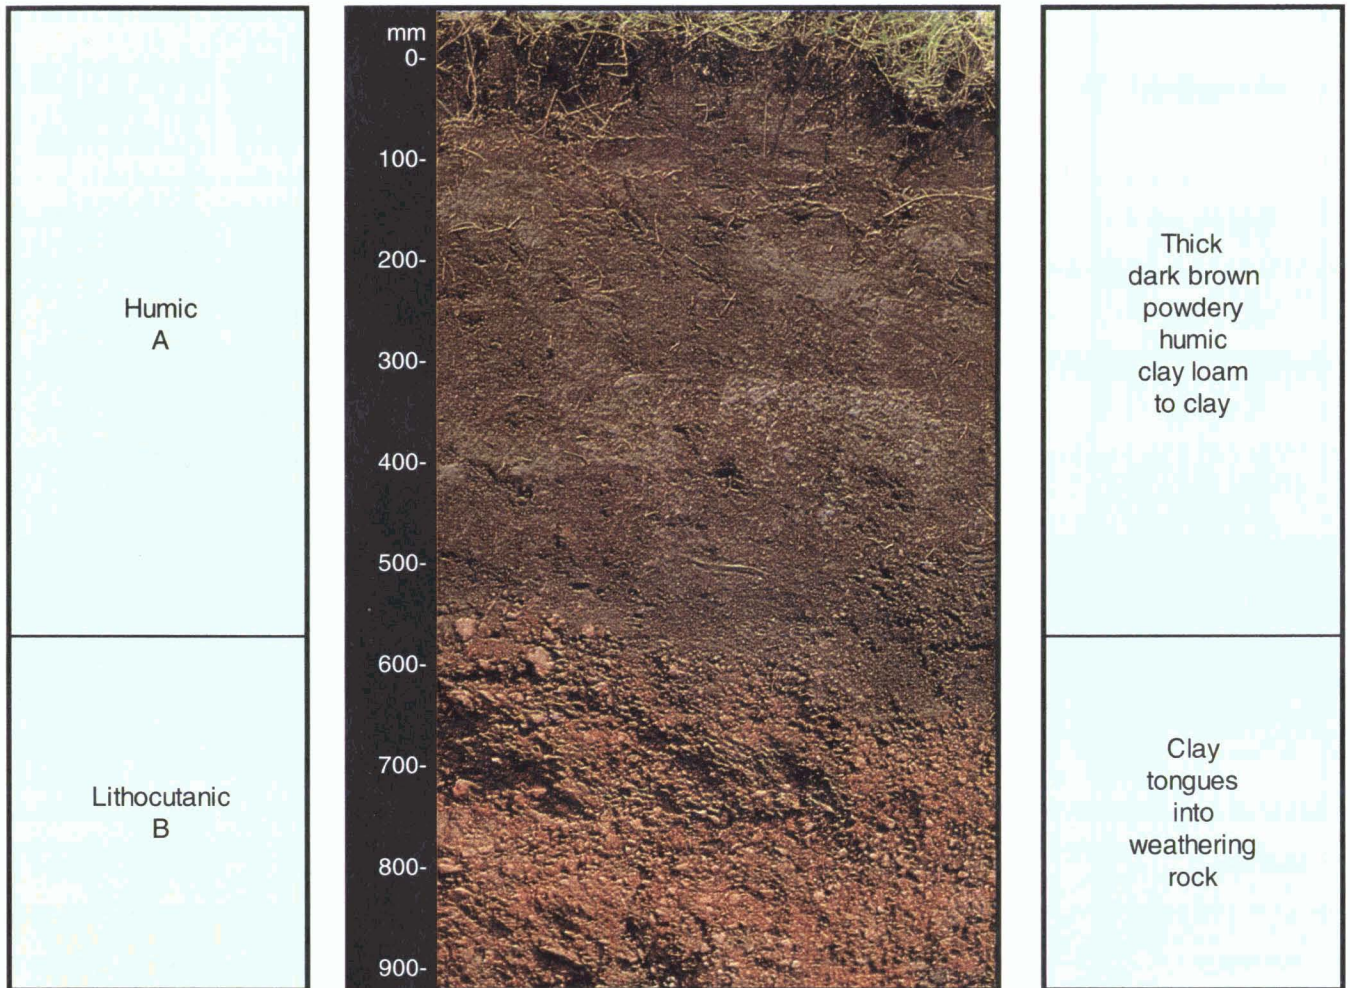 Humic
A
Lithocutanic
B
mm
0-
100-
200-
300-
400-
500-
600-
700-
800-
900-
Thick
dark brown
powdery
humic
clay loam
to clay
Clay
tongues
into
weathering
rock